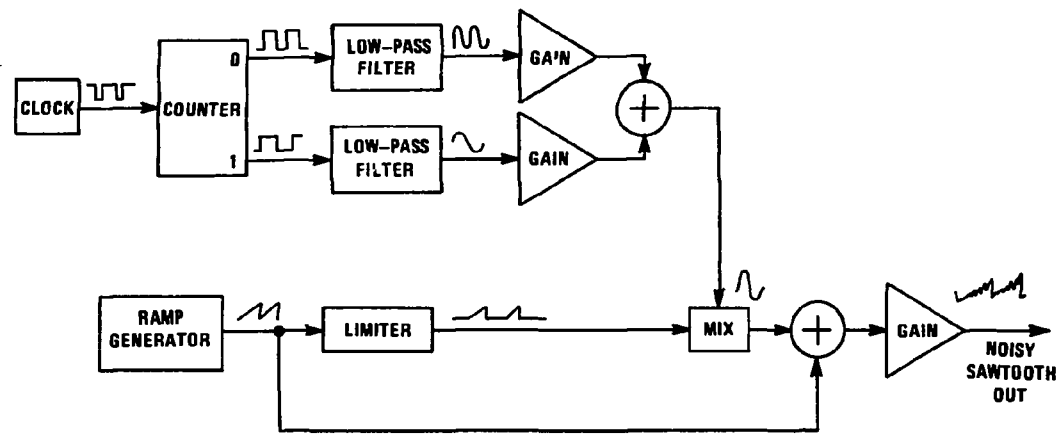 CLOCK
COUNTER
0
1
LOW-PASS
FILTER
GAIN
LOW-PASS
FILTER
GAIN
RAMP
GENERATOR
LIMITER
MIX
GAIN
NOISY
SAWTOOTH
OUT